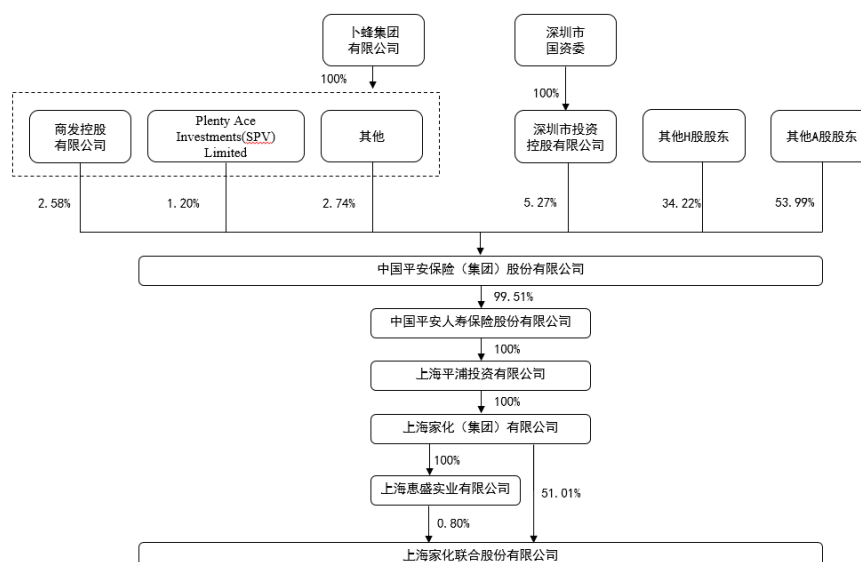 卜蜂集团
有限公司
深圳市
国资委
100%
100%
商发控股
有限公司
Plenty Ace
Investments(SPV)
Limited
其他
深圳市投资
控股有限公司
其他H股股东
其他A股股东
2.58%
1.20%
2.74%
5.27%
34.22%
53.99%
中国平安保险（集团）股份有限公司
99.51%
中国平安人寿保险股份有限公司
100%
上海平浦投资有限公司
100%
上海家化（集团）有限公司
100%
上海惠盛实业有限公司
51.01%
0.80%
上海家化联合股份有限公司